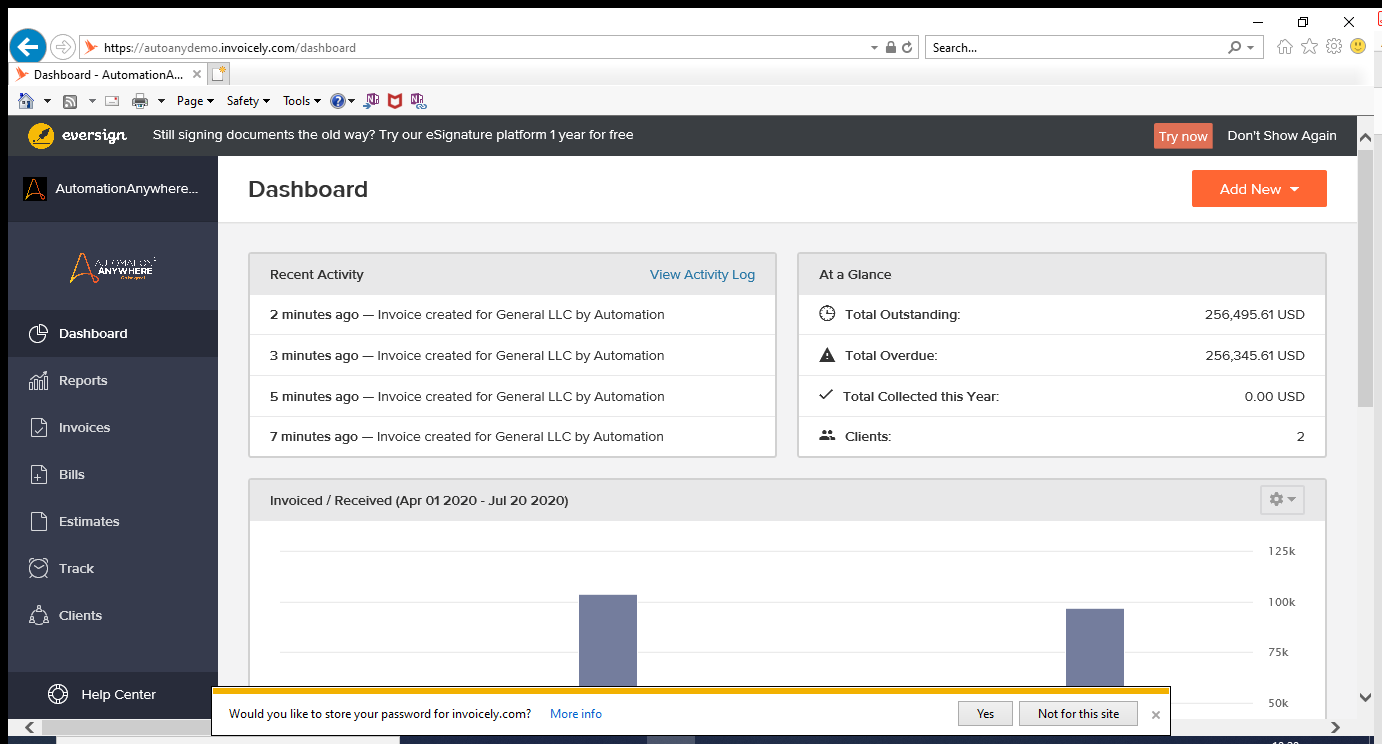 https://autoanydemo.invoicely.com/dashboard
Search...
Dashboard - AutomationA...
Page
Safety
Tools
eversign
Still signing documents the old way? Try our eSignature platform 1 year for free
Try now
Don't Show Again
AutomationAnywhere...
Dashboard
Add New
AUTOMATION
ANYWHERE
Recent Activity
View Activity Log
2 minutes ago — Invoice created for General LLC by Automation
3 minutes ago — Invoice created for General LLC by Automation
5 minutes ago — Invoice created for General LLC by Automation
7 minutes ago — Invoice created for General LLC by Automation
At a Glance
Total Outstanding: 256,495.61 USD
Total Overdue: 256,345.61 USD
Total Collected this Year: 0.00 USD
Clients: 2
Dashboard
Reports
Invoices
Bills
Estimates
Track
Clients
Help Center
Invoiced / Received (Apr 01 2020 - Jul 20 2020)
125k
100k
75k
50k
Would you like to store your password for invoicely.com?
More info
Yes
Not for this site